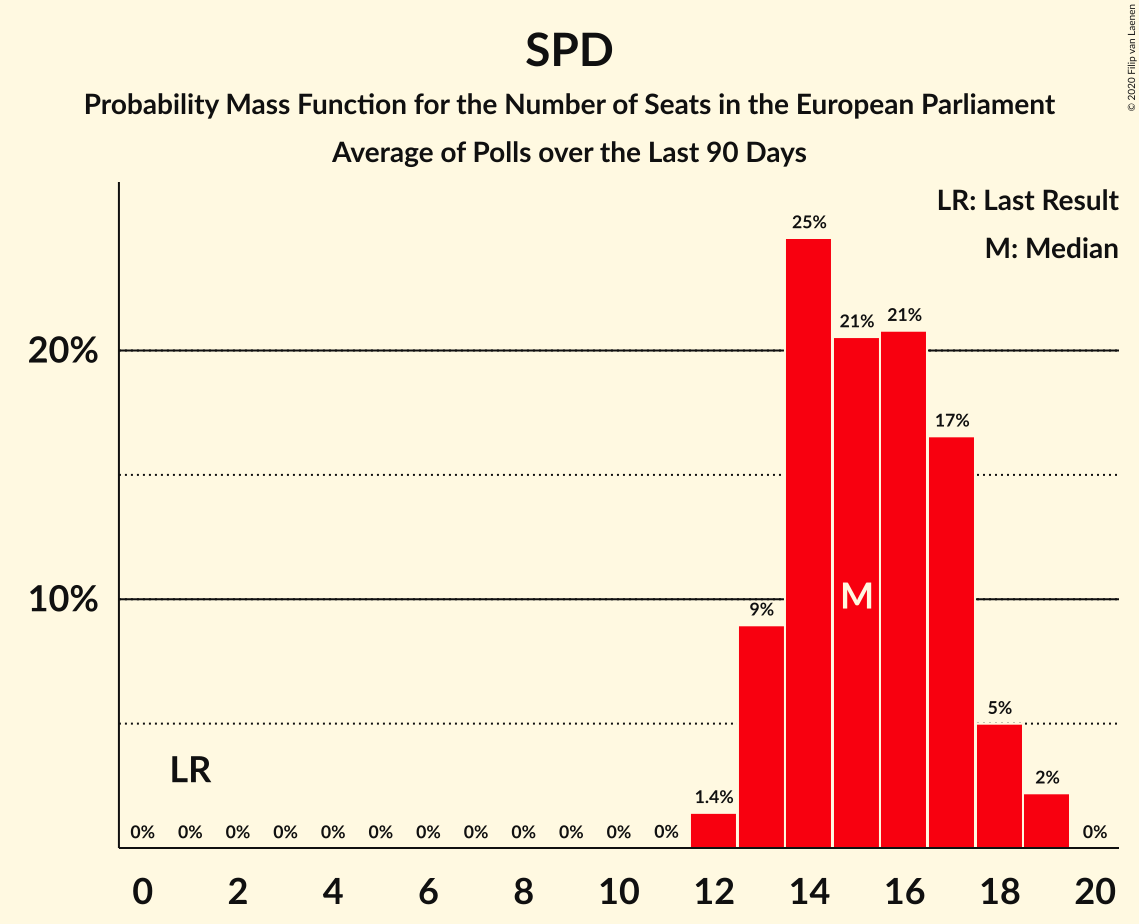 SPD
Probability Mass Function for the Number of Seats in the European Parliament
Average of Polls over the Last 90 Days
© 2020 Filip van Laenen
LR: Last Result
M: Median
25%
21%
21%
20%
17%
M
10%
9%
5%
LR
2%
1.4%
0% 0% 0% 0% 0% 0% 0% 0% 0% 0% 0% 0% 0%
0 2 4 6 8 10 12 14 16 18 20